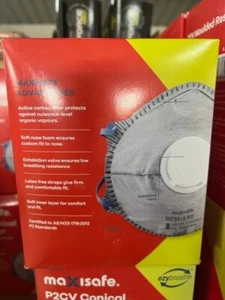 MAXISAFE
ADVANTAGES
Active carbon filter protects
against nuisance-level
organic vapours.
Soft nose foam ensures
custom fit to nose.
Exhalation valve ensures low
breathing resistance
Latex free straps give firm
and comfortable fit.
Soft inner layer for comfort
and fit.
Certified to AS/NZS 1716:2012
P2 Standards
maxisafe
maxisafe.
P2CV Conical
ezybreathe